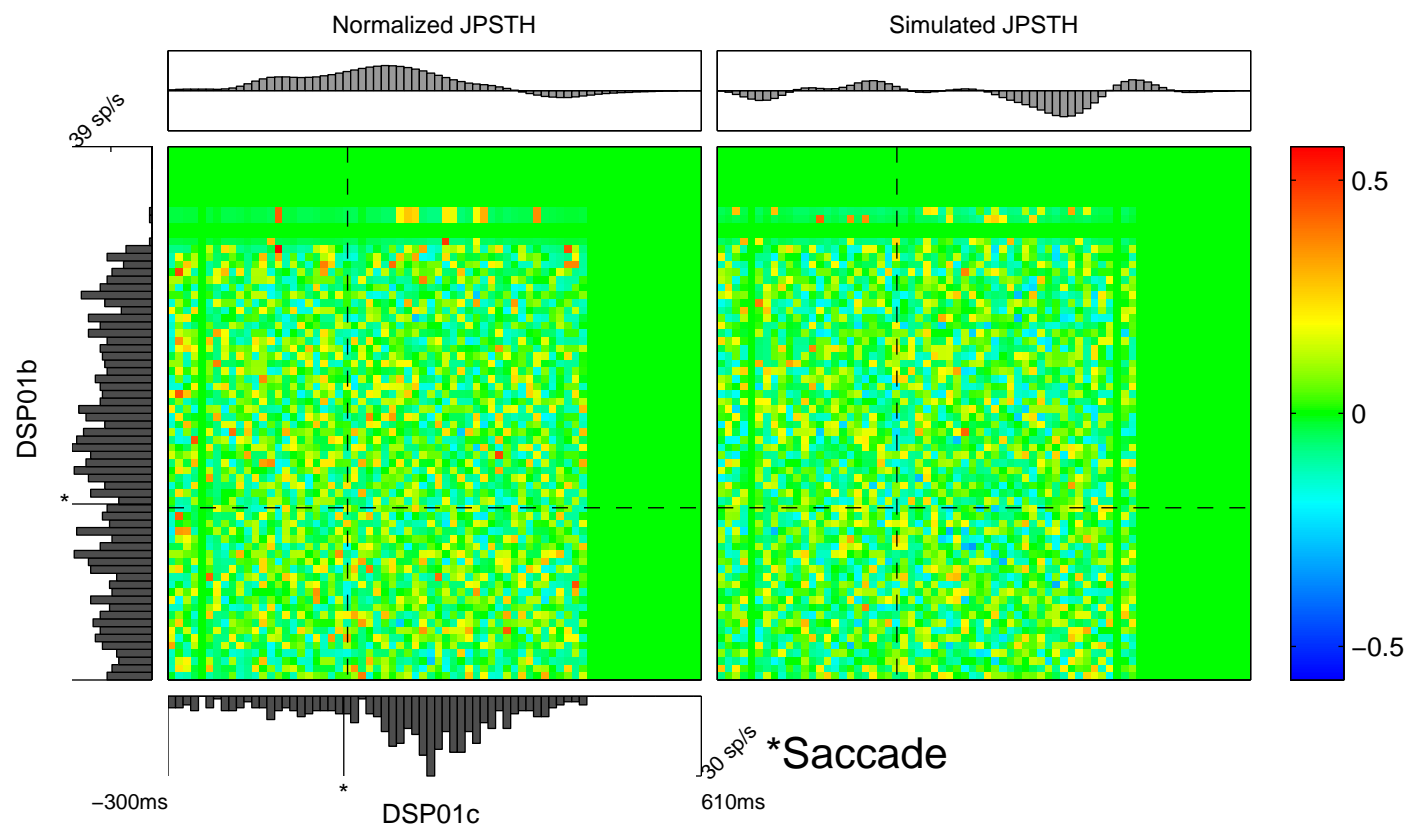 Normalized JPSTH
Simulated JPSTH
39 sp/s
DSP01b
*
0.5
0
−0.5
30 sp/s
*Saccade
*
−300ms
DSP01c
610ms